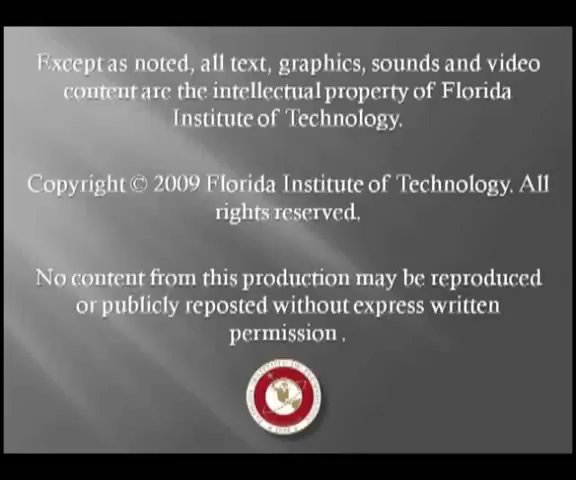 Except as noted, all text, graphics, sounds and video
content are the intellectual property of Florida
Institute of Technology.
Copyright © 2009 Florida Institute of Technology. All
rights reserved.
No content from this production may be reproduced
or publicly reposted without express written
permission .